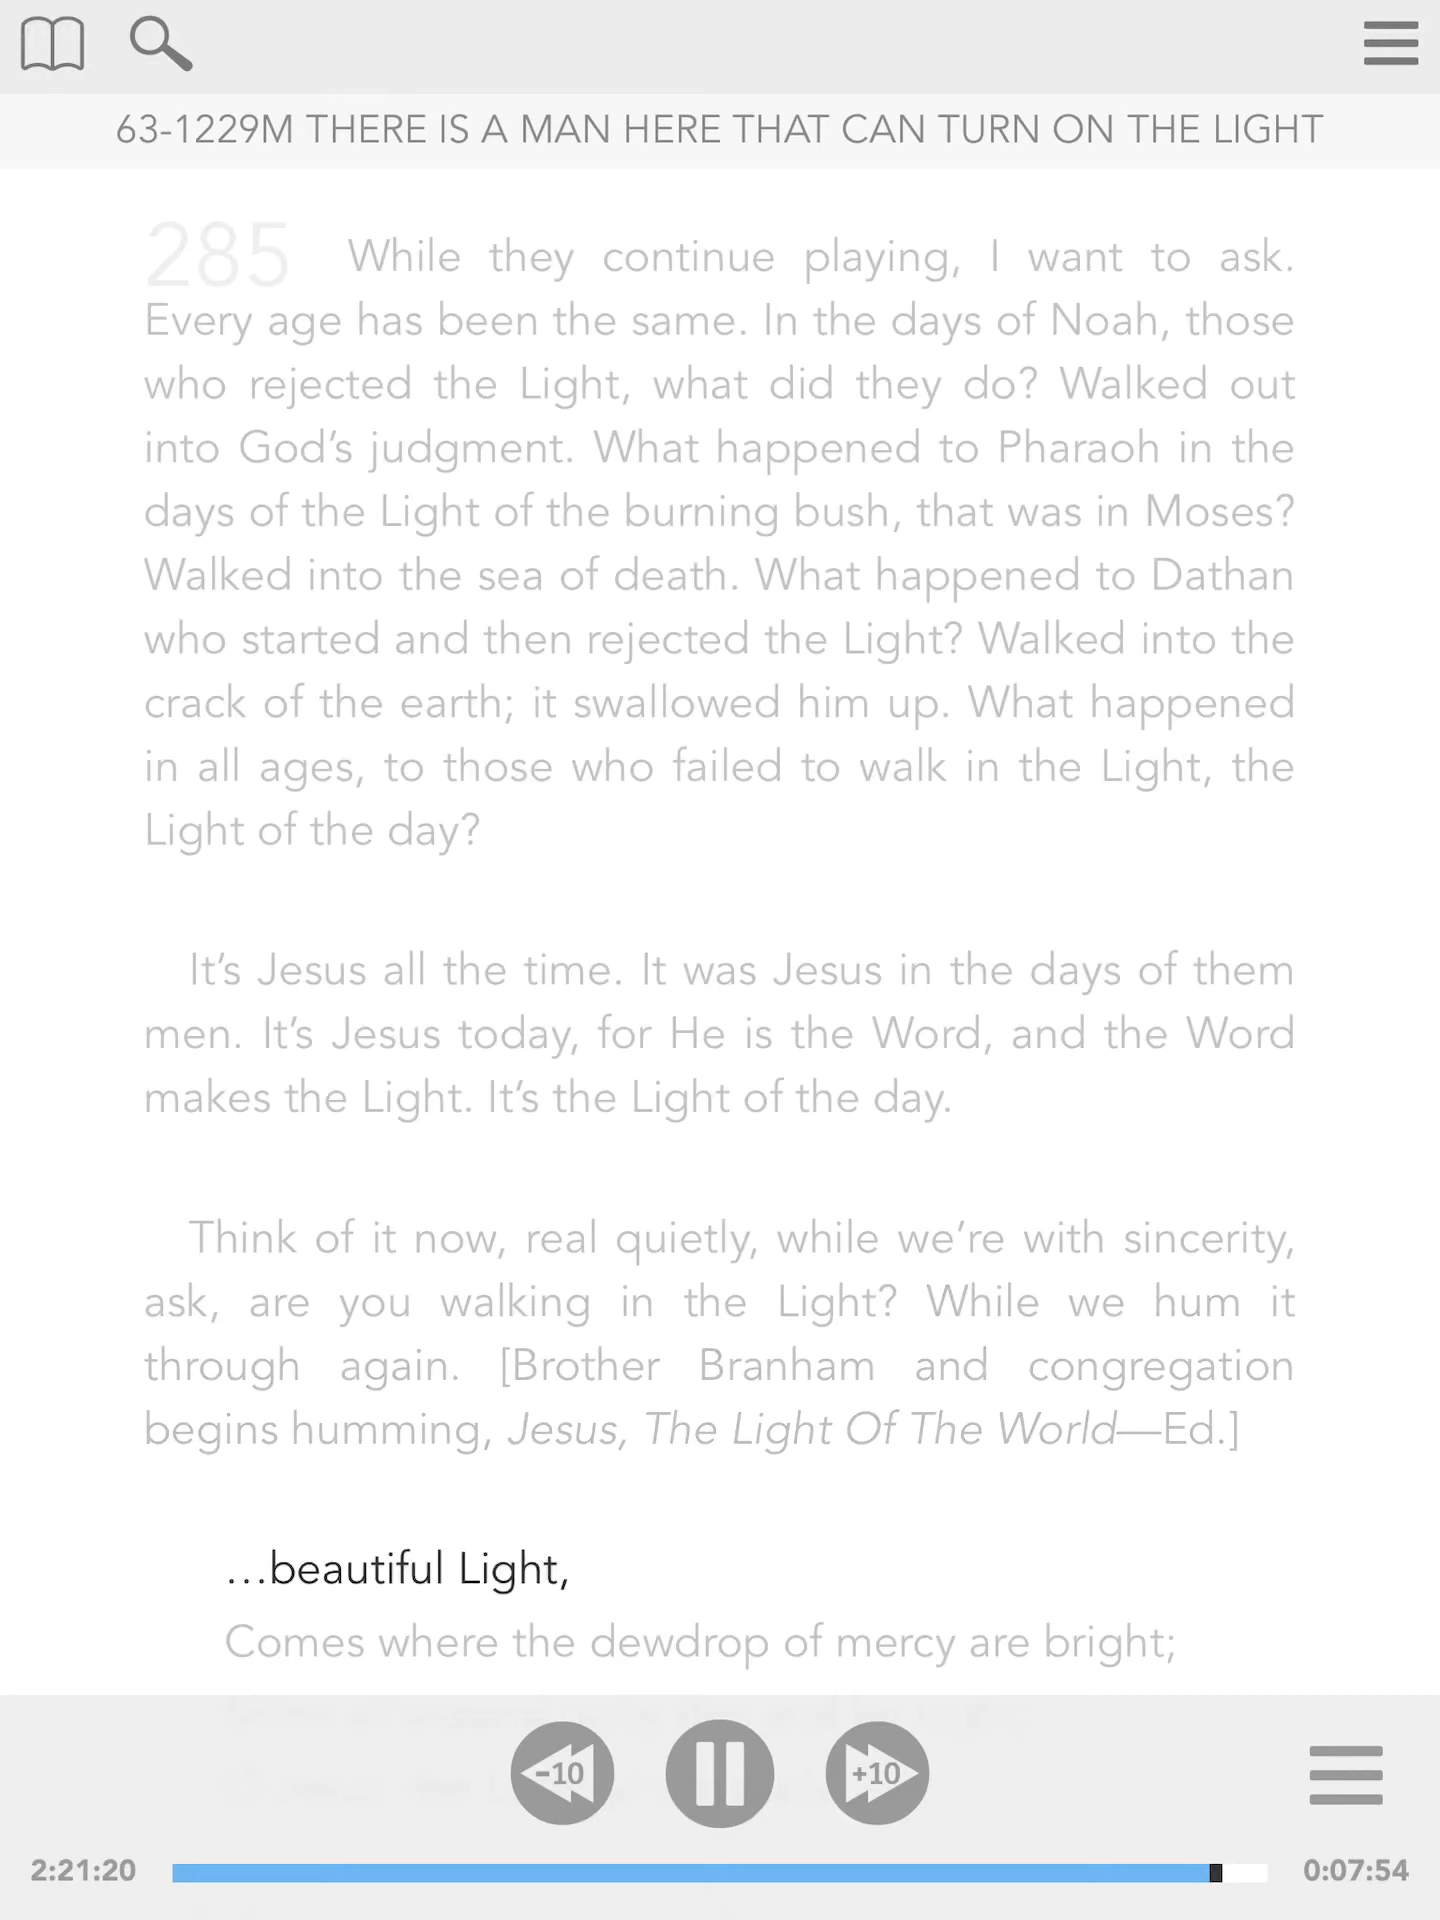 63-1229M THERE IS A MAN HERE THAT CAN TURN ON THE LIGHT
285 While they continue playing, I want to ask.
Every age has been the same. In the days of Noah, those
who rejected the Light, what did they do? Walked out
into God’s judgment. What happened to Pharaoh in the
days of the Light of the burning bush, that was in Moses?
Walked into the sea of death. What happened to Dathan
who started and then rejected the Light? Walked into the
crack of the earth; it swallowed him up. What happened
in all ages, to those who failed to walk in the Light, the
Light of the day?
It’s Jesus all the time. It was Jesus in the days of them
men. It’s Jesus today, for He is the Word, and the Word
makes the Light. It’s the Light of the day.
Think of it now, real quietly, while we’re with sincerity,
ask, are you walking in the Light? While we hum it
through again. [Brother Branham and congregation
begins humming, Jesus, The Light Of The World—Ed.]
…beautiful Light,
Comes where the dewdrop of mercy are bright;
-10 +10
2:21:20 0:07:54